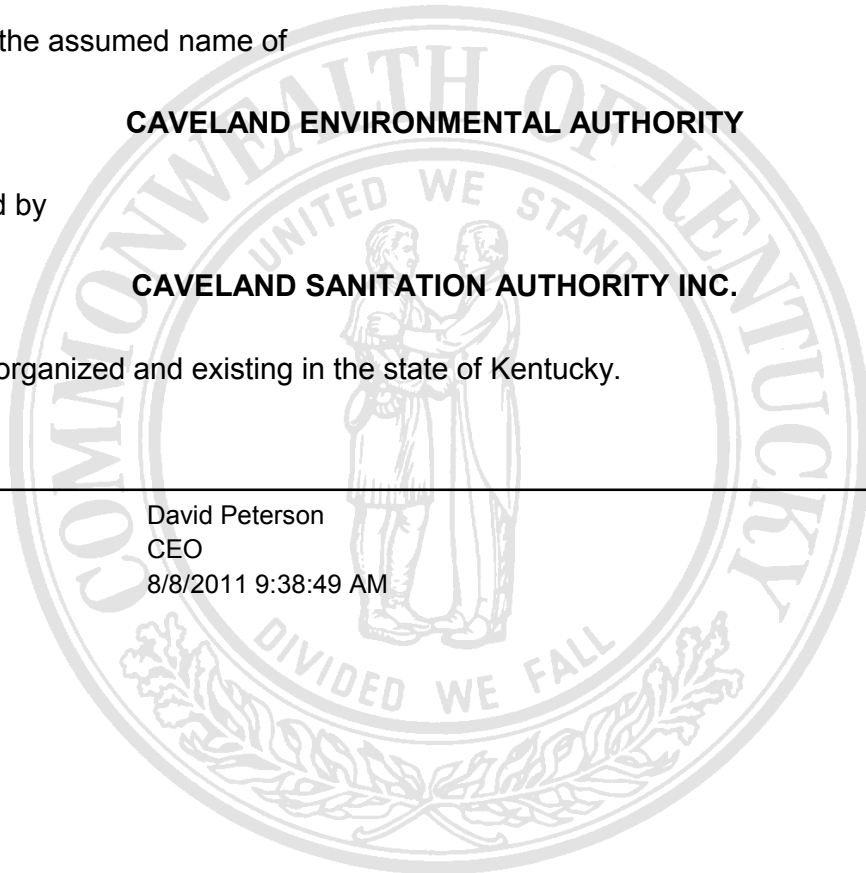 the assumed name of
CAVELAND ENVIRONMENTAL AUTHORITY
d by
CAVELAND SANITATION AUTHORITY INC.
organized and existing in the state of Kentucky.
David Peterson
CEO
8/8/2011 9:38:49 AM
COMMONWEALTH OF KENTUCKY
UNITED WE STAND
DIVIDED WE FALL